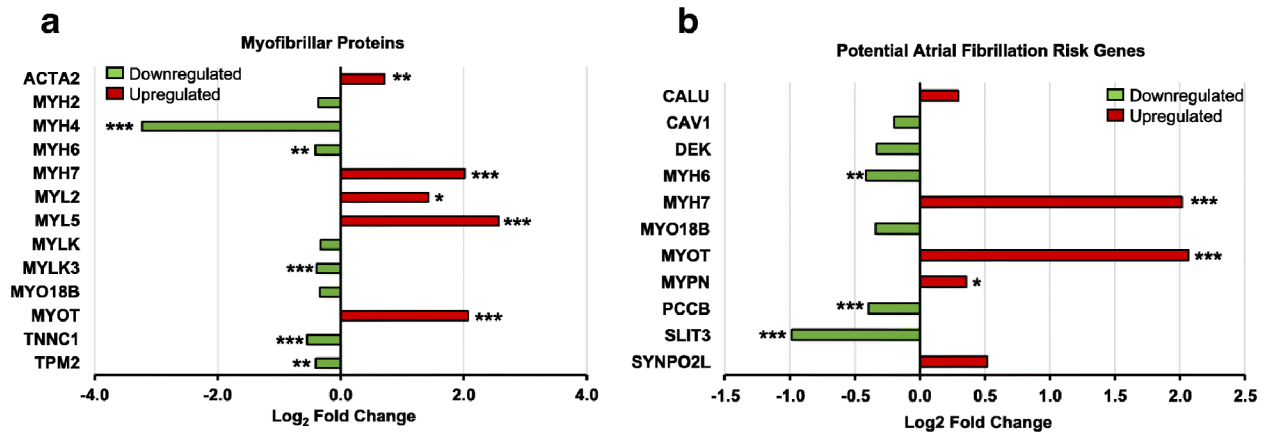 a
Myofibrillar Proteins
Downregulated
Upregulated
ACTA2 **
MYH2
MYH4 ***
MYH6 **
MYH7 ***
MYL2 *
MYL5 ***
MYLK
MYLK3 ***
MYO18B
MYOT ***
TNNC1 ***
TPM2 **
-4.0 -2.0 0.0 2.0 4.0
Log2 Fold Change
b
Potential Atrial Fibrillation Risk Genes
Downregulated
Upregulated
CALU
CAV1
DEK
MYH6 **
MYH7 ***
MYO18B
MYOT ***
MYPN *
PCCB ***
SLIT3 ***
SYNPO2L
-1.5 -1.0 -0.5 0.0 0.5 1.0 1.5 2.0 2.5
Log2 Fold Change